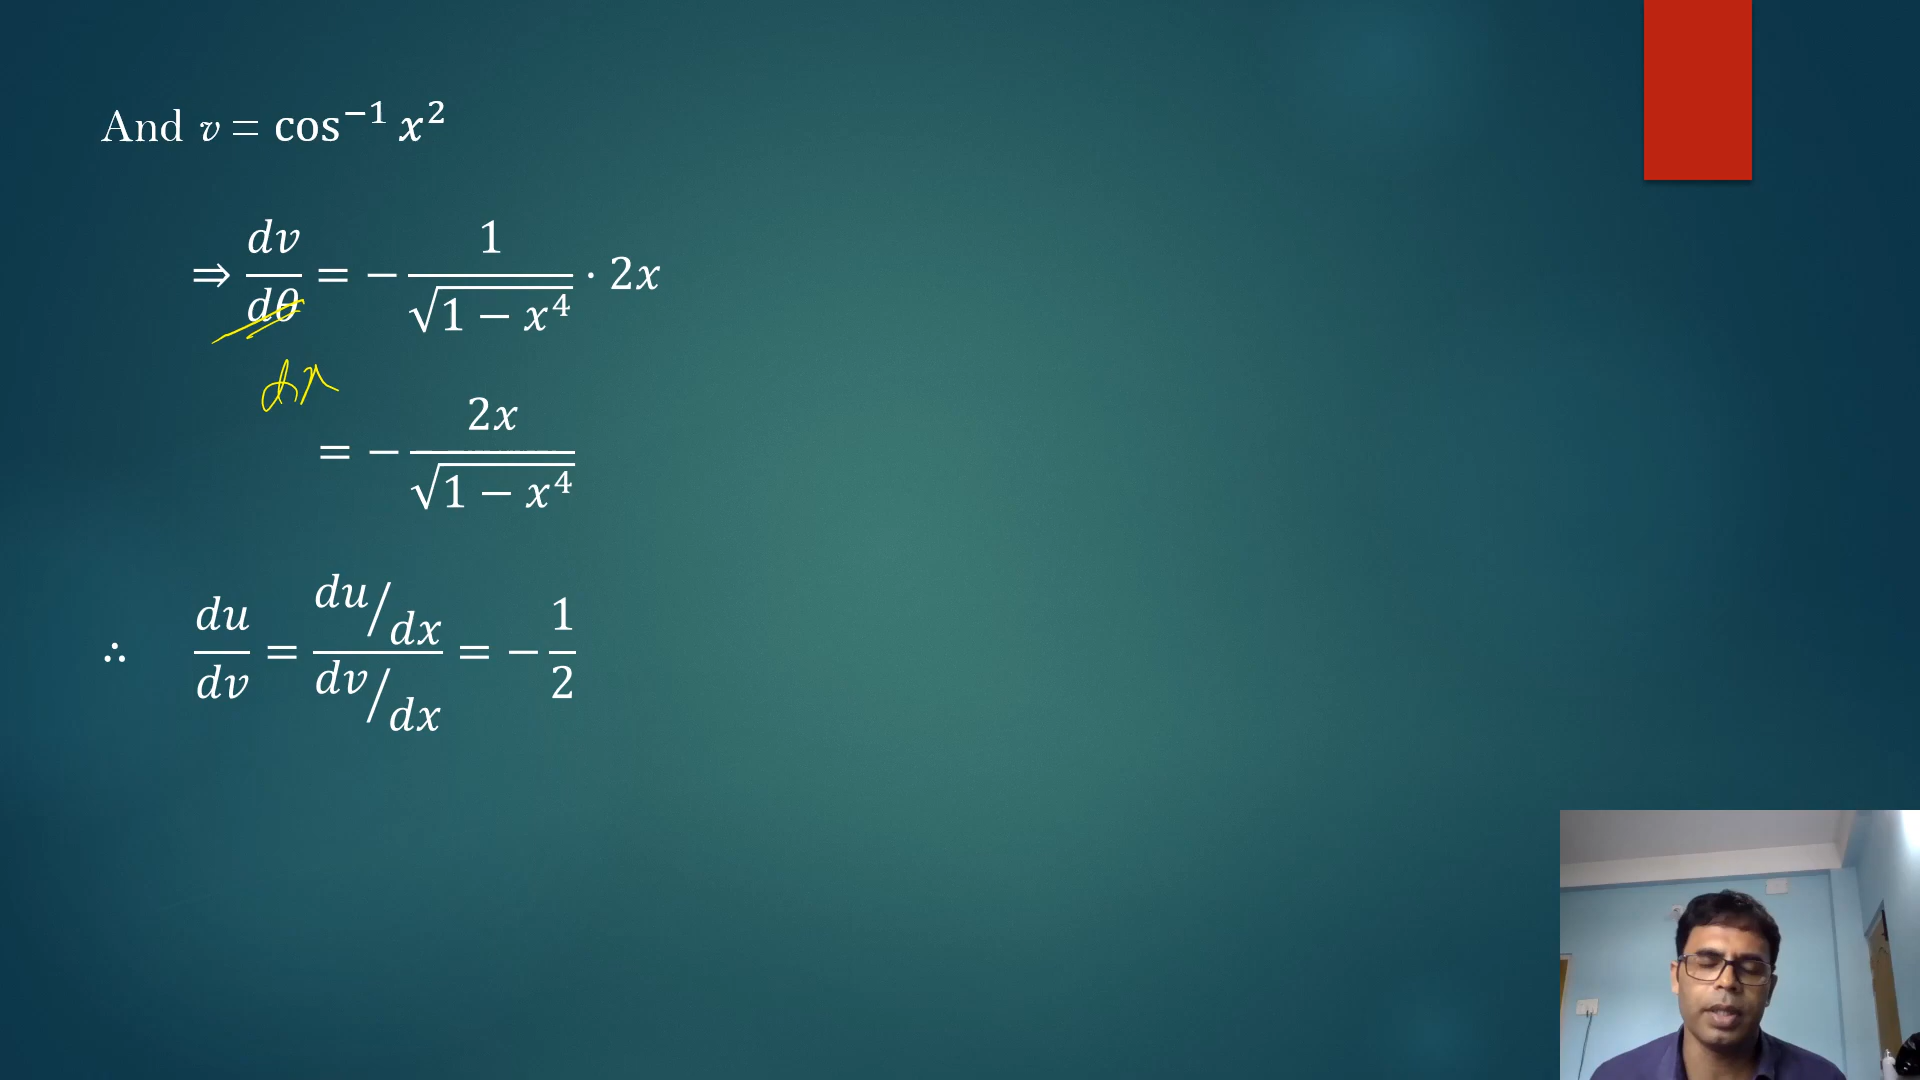 And v = cos⁻¹ x²
⇒ dv/dθ = − 1/√(1 − x⁴) · 2x
dx
= − 2x/√(1 − x⁴)
∴ du/dv = (du/dx)/(dv/dx) = − 1/2